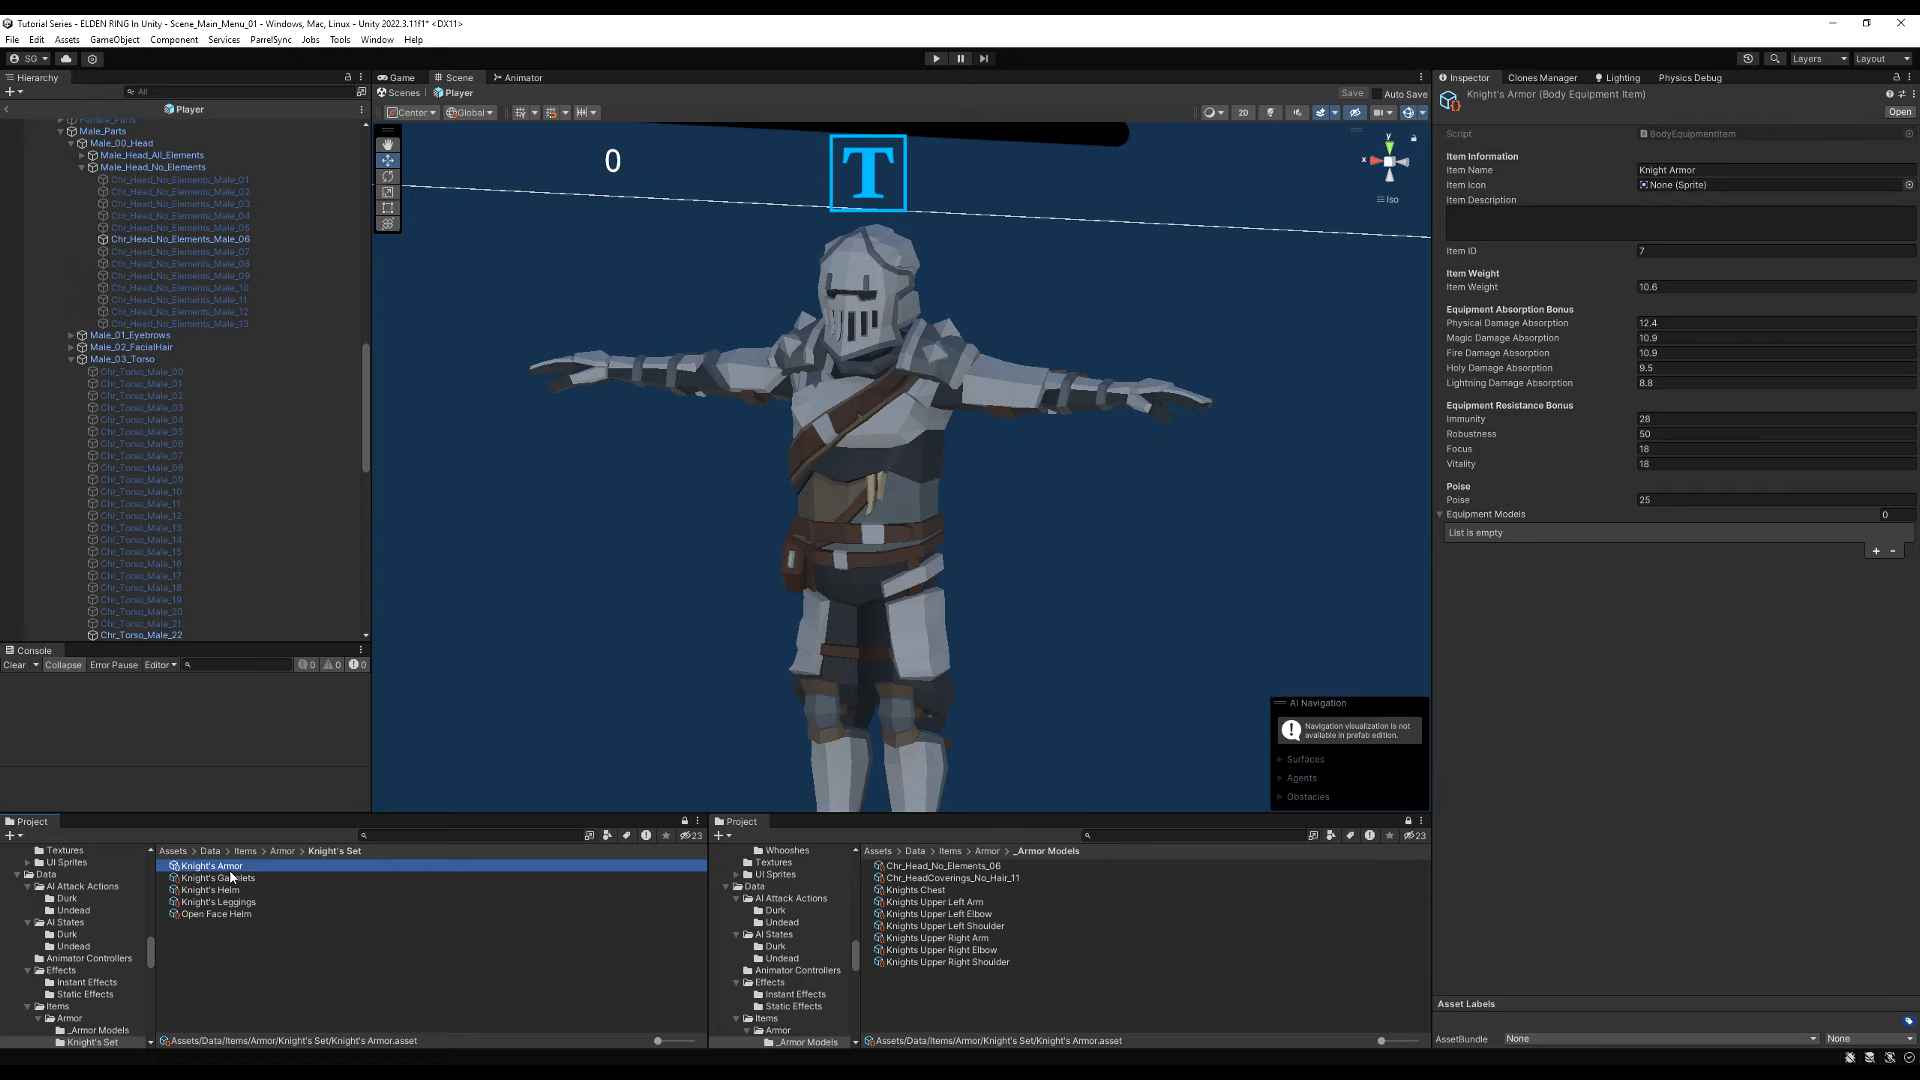 Tutorial Series - ELDEN RING In Unity - Scene_Main_Menu_01 - Windows, Mac, Linux - Unity 2022.3.11f1* <DX11>
File Edit Assets GameObject Component Services ParrelSync Jobs Tools Window Help
SG Layers Layout
Hierarchy
All
Player
Female_Parts
Male_Parts
Male_00_Head
Male_Head_All_Elements
Male_Head_No_Elements
Chr_Head_No_Elements_Male_01
Chr_Head_No_Elements_Male_02
Chr_Head_No_Elements_Male_03
Chr_Head_No_Elements_Male_04
Chr_Head_No_Elements_Male_05
Chr_Head_No_Elements_Male_06
Chr_Head_No_Elements_Male_07
Chr_Head_No_Elements_Male_08
Chr_Head_No_Elements_Male_09
Chr_Head_No_Elements_Male_10
Chr_Head_No_Elements_Male_11
Chr_Head_No_Elements_Male_12
Chr_Head_No_Elements_Male_13
Male_01_Eyebrows
Male_02_FacialHair
Male_03_Torso
Chr_Torso_Male_00
Chr_Torso_Male_01
Chr_Torso_Male_02
Chr_Torso_Male_03
Chr_Torso_Male_04
Chr_Torso_Male_05
Chr_Torso_Male_06
Chr_Torso_Male_07
Chr_Torso_Male_08
Chr_Torso_Male_09
Chr_Torso_Male_10
Chr_Torso_Male_11
Chr_Torso_Male_12
Chr_Torso_Male_13
Chr_Torso_Male_14
Chr_Torso_Male_15
Chr_Torso_Male_16
Chr_Torso_Male_17
Chr_Torso_Male_18
Chr_Torso_Male_19
Chr_Torso_Male_20
Chr_Torso_Male_21
Chr_Torso_Male_22
Console
Clear Collapse Error Pause Editor 0 0 0
Game Scene Animator
Scenes Player Save Auto Save
Center Global 2D
0
T
y
x
Iso
AI Navigation
Navigation visualization is not
available in prefab edition.
Surfaces
Agents
Obstacles
Inspector Clones Manager Lighting Physics Debug
Knight's Armor (Body Equipment Item)
Open
Script BodyEquipmentItem
Item Information
Item Name Knight Armor
Item Icon None (Sprite)
Item Description
Item ID 7
Item Weight
Item Weight 10.6
Equipment Absorption Bonus
Physical Damage Absorption 12.4
Magic Damage Absorption 10.9
Fire Damage Absorption 10.9
Holy Damage Absorption 9.5
Lightning Damage Absorption 8.8
Equipment Resistance Bonus
Immunity 28
Robustness 50
Focus 18
Vitality 18
Poise
Poise 25
Equipment Models 0
List is empty
+ -
Asset Labels
AssetBundle None None
Project
23
Textures
UI Sprites
Data
AI Attack Actions
Durk
Undead
AI States
Durk
Undead
Animator Controllers
Effects
Instant Effects
Static Effects
Items
Armor
_Armor Models
Knight's Set
Assets > Data > Items > Armor > Knight's Set
Knight's Armor
Knight's
Knight's Helm
Knight's Leggings
Open Face Helm
Assets/Data/Items/Armor/Knight's Set/Knight's Armor.asset
Project
23
Whooshes
Textures
UI Sprites
Data
AI Attack Actions
Durk
Undead
AI States
Durk
Undead
Animator Controllers
Effects
Instant Effects
Static Effects
Items
Armor
_Armor Models
Assets > Data > Items > Armor > _Armor Models
Chr_Head_No_Elements_06
Chr_HeadCoverings_No_Hair_11
Knights Chest
Knights Upper Left Arm
Knights Upper Left Elbow
Knights Upper Left Shoulder
Knights Upper Right Arm
Knights Upper Right Elbow
Knights Upper Right Shoulder
Assets/Data/Items/Armor/Knight's Set/Knight's Armor.asset